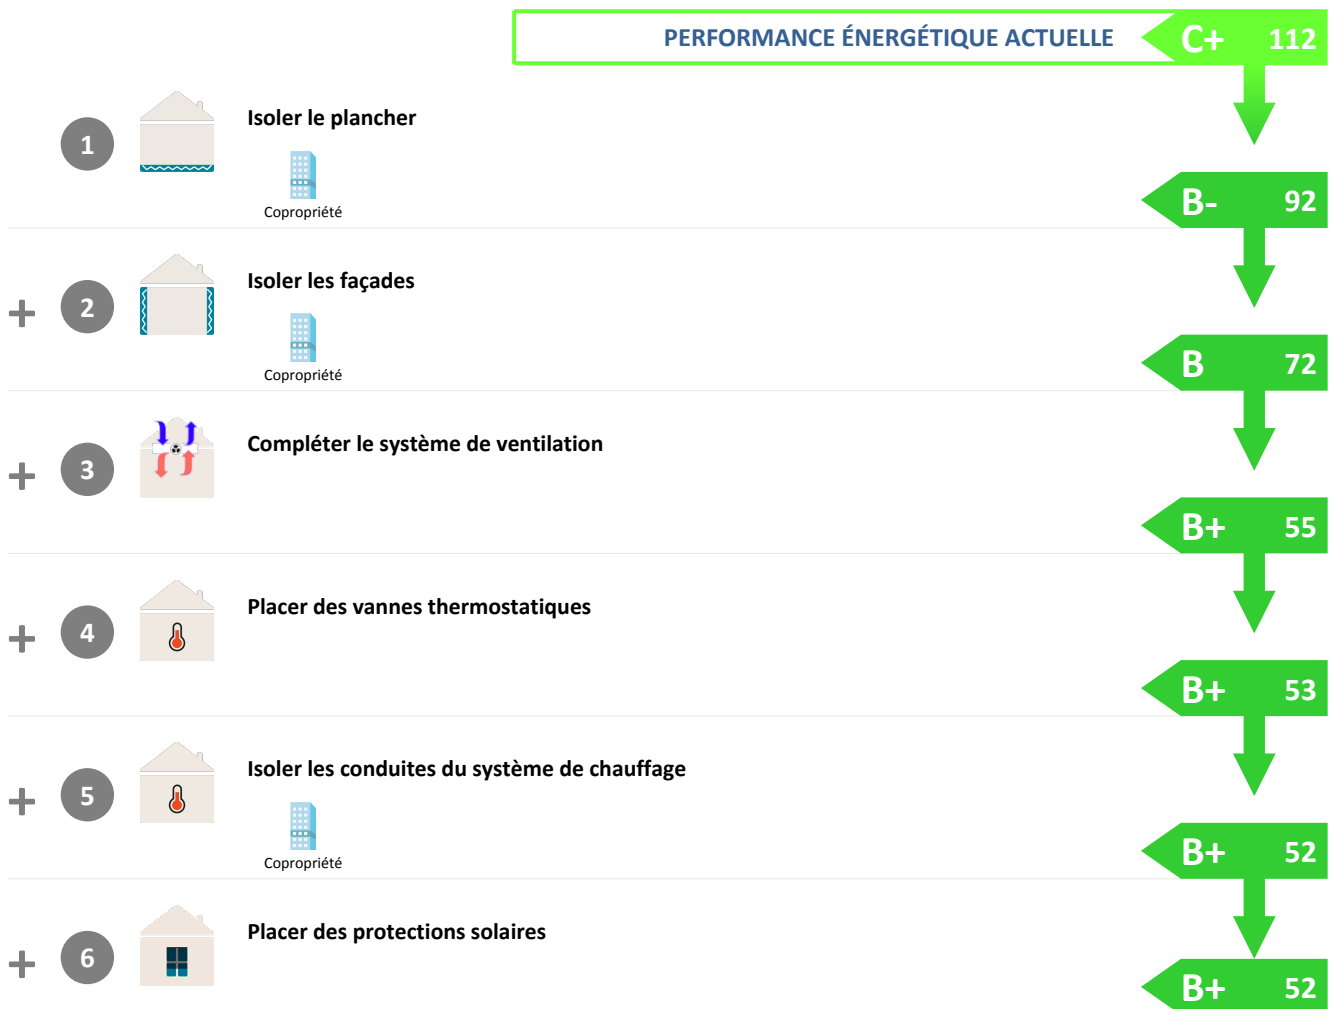 PERFORMANCE ÉNERGÉTIQUE ACTUELLE C+ 112
1 Isoler le plancher
Copropriété
B- 92
+ 2 Isoler les façades
Copropriété
B 72
+ 3 Compléter le système de ventilation
B+ 55
+ 4 Placer des vannes thermostatiques
B+ 53
+ 5 Isoler les conduites du système de chauffage
Copropriété
B+ 52
+ 6 Placer des protections solaires
B+ 52